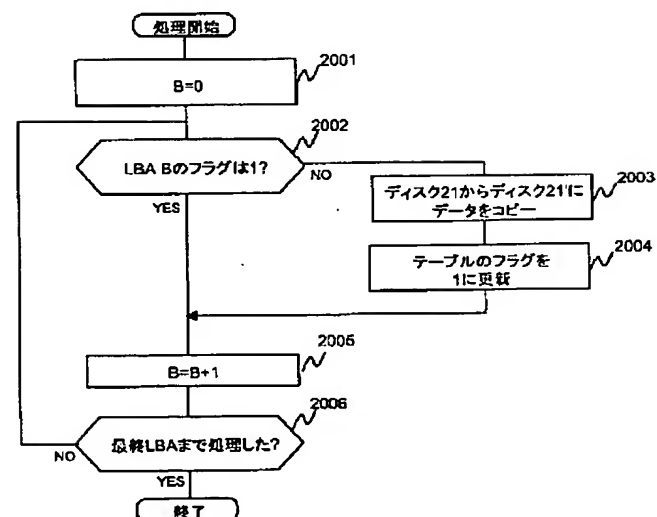 処理開始
2001
B=0
2002
LBA Bのフラグは1?
NO
YES
ディスク21からディスク21'に
データをコピー
2003
テーブルのフラグを
1に更新
2004
2005
B=B+1
2006
最終LBAまで処理した?
NO
YES
終了